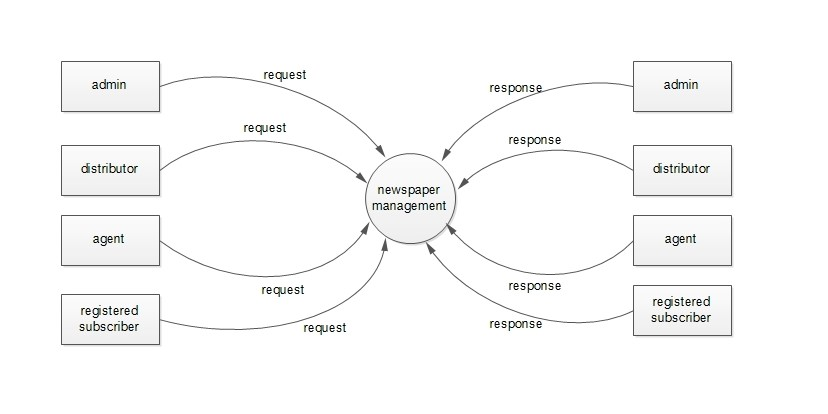 admin
request
response
admin
request
response
distributor
distributor
newspaper
management
agent
agent
request
response
registered
subscriber
registered
subscriber
request
response